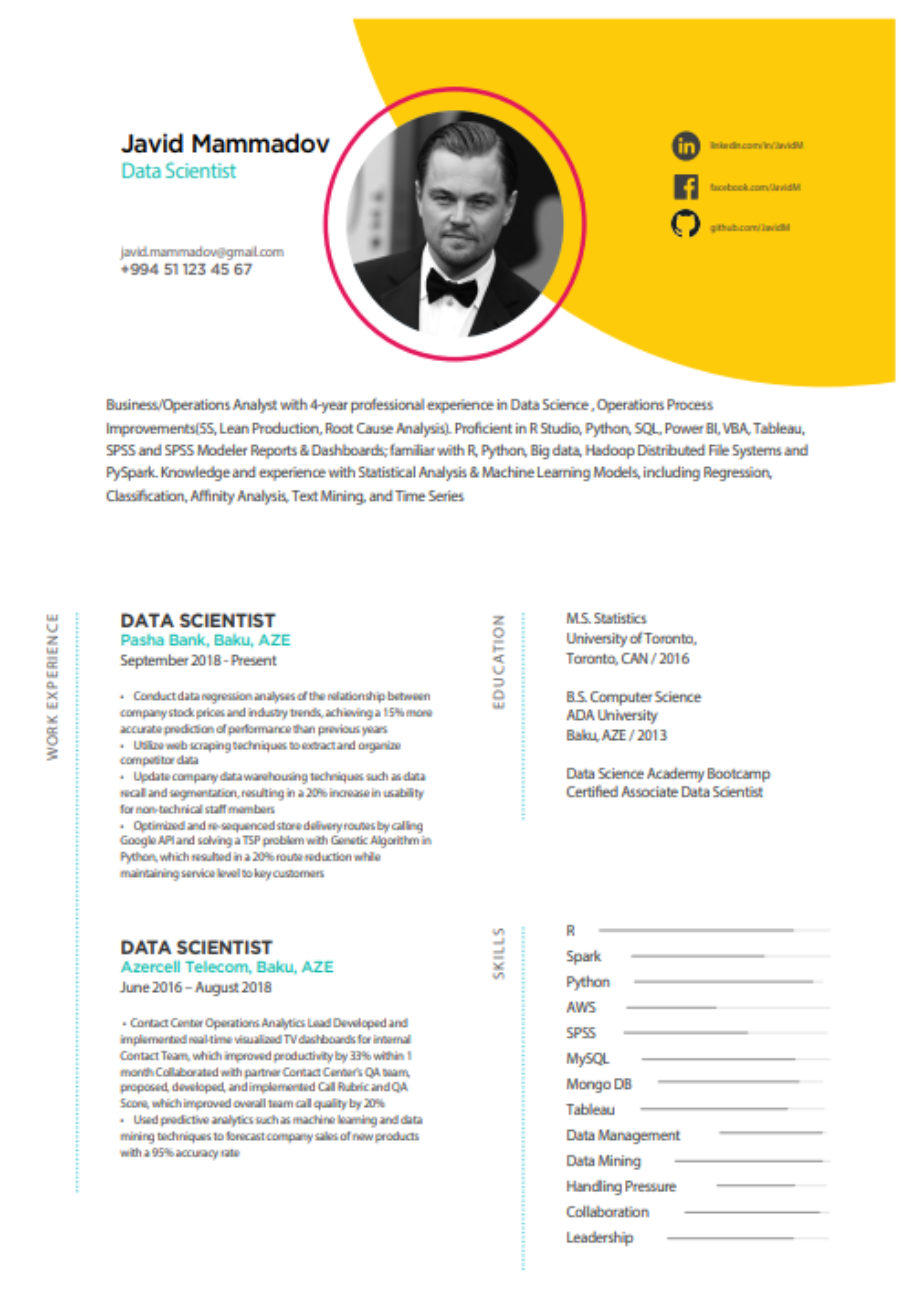 Javid Mammadov
Data Scientist
javid.mammadov@gmail.com
+994 51 123 45 67
linkedin.com/in/JavidM
facebook.com/JavidM
github.com/JavidM
Business/Operations Analyst with 4-year professional experience in Data Science , Operations Process
Improvements(5S, Lean Production, Root Cause Analysis). Proficient in R Studio, Python, SQL, Power BI, VBA, Tableau,
SPSS and SPSS Modeler Reports & Dashboards; familiar with R, Python, Big data, Hadoop Distributed File Systems and
PySpark. Knowledge and experience with Statistical Analysis & Machine Learning Models, including Regression,
Classification, Affinity Analysis, Text Mining, and Time Series
WORK EXPERIENCE
DATA SCIENTIST
Pasha Bank, Baku, AZE
September 2018 - Present
• Conduct data regression analyses of the relationship between
company stock prices and industry trends, achieving a 15% more
accurate prediction of performance than previous years
• Utilize web scraping techniques to extract and organize
competitor data
• Update company data warehousing techniques such as data
recall and segmentation, resulting in a 20% increase in usability
for non-technical staff members
• Optimized and re-sequenced store delivery routes by calling
Google API and solving a TSP problem with Genetic Algorithm in
Python, which resulted in a 20% route reduction while
maintaining service level to key customers
DATA SCIENTIST
Azercell Telecom, Baku, AZE
June 2016 – August 2018
• Contact Center Operations Analytics Lead Developed and
implemented real-time visualized TV dashboards for internal
Contact Team, which improved productivity by 33% within 1
month Collaborated with partner Contact Center's QA team,
proposed, developed, and implemented Call Rubric and QA
Score, which improved overall team call quality by 20%
• Used predictive analytics such as machine learning and data
mining techniques to forecast company sales of new products
with a 95% accuracy rate
EDUCATION
M.S. Statistics
University of Toronto,
Toronto, CAN / 2016
B.S. Computer Science
ADA University
Baku, AZE / 2013
Data Science Academy Bootcamp
Certified Associate Data Scientist
SKILLS
R
Spark
Python
AWS
SPSS
MySQL
Mongo DB
Tableau
Data Management
Data Mining
Handling Pressure
Collaboration
Leadership